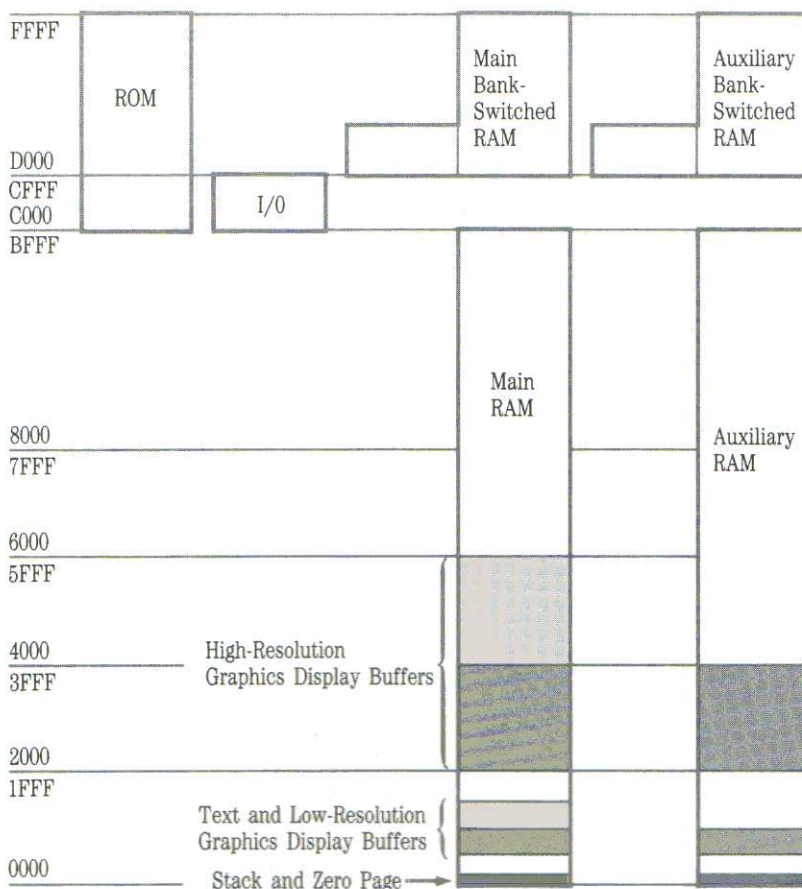 FFFF
ROM
Main
Bank-
Switched
RAM
Auxiliary
Bank-
Switched
RAM
D000
CFFF
C000
BFFF
I/0
Main
RAM
Auxiliary
RAM
8000
7FFF
6000
5FFF
4000
3FFF
High-Resolution
Graphics Display Buffers
2000
1FFF
Text and Low-Resolution
Graphics Display Buffers
0000
Stack and Zero Page